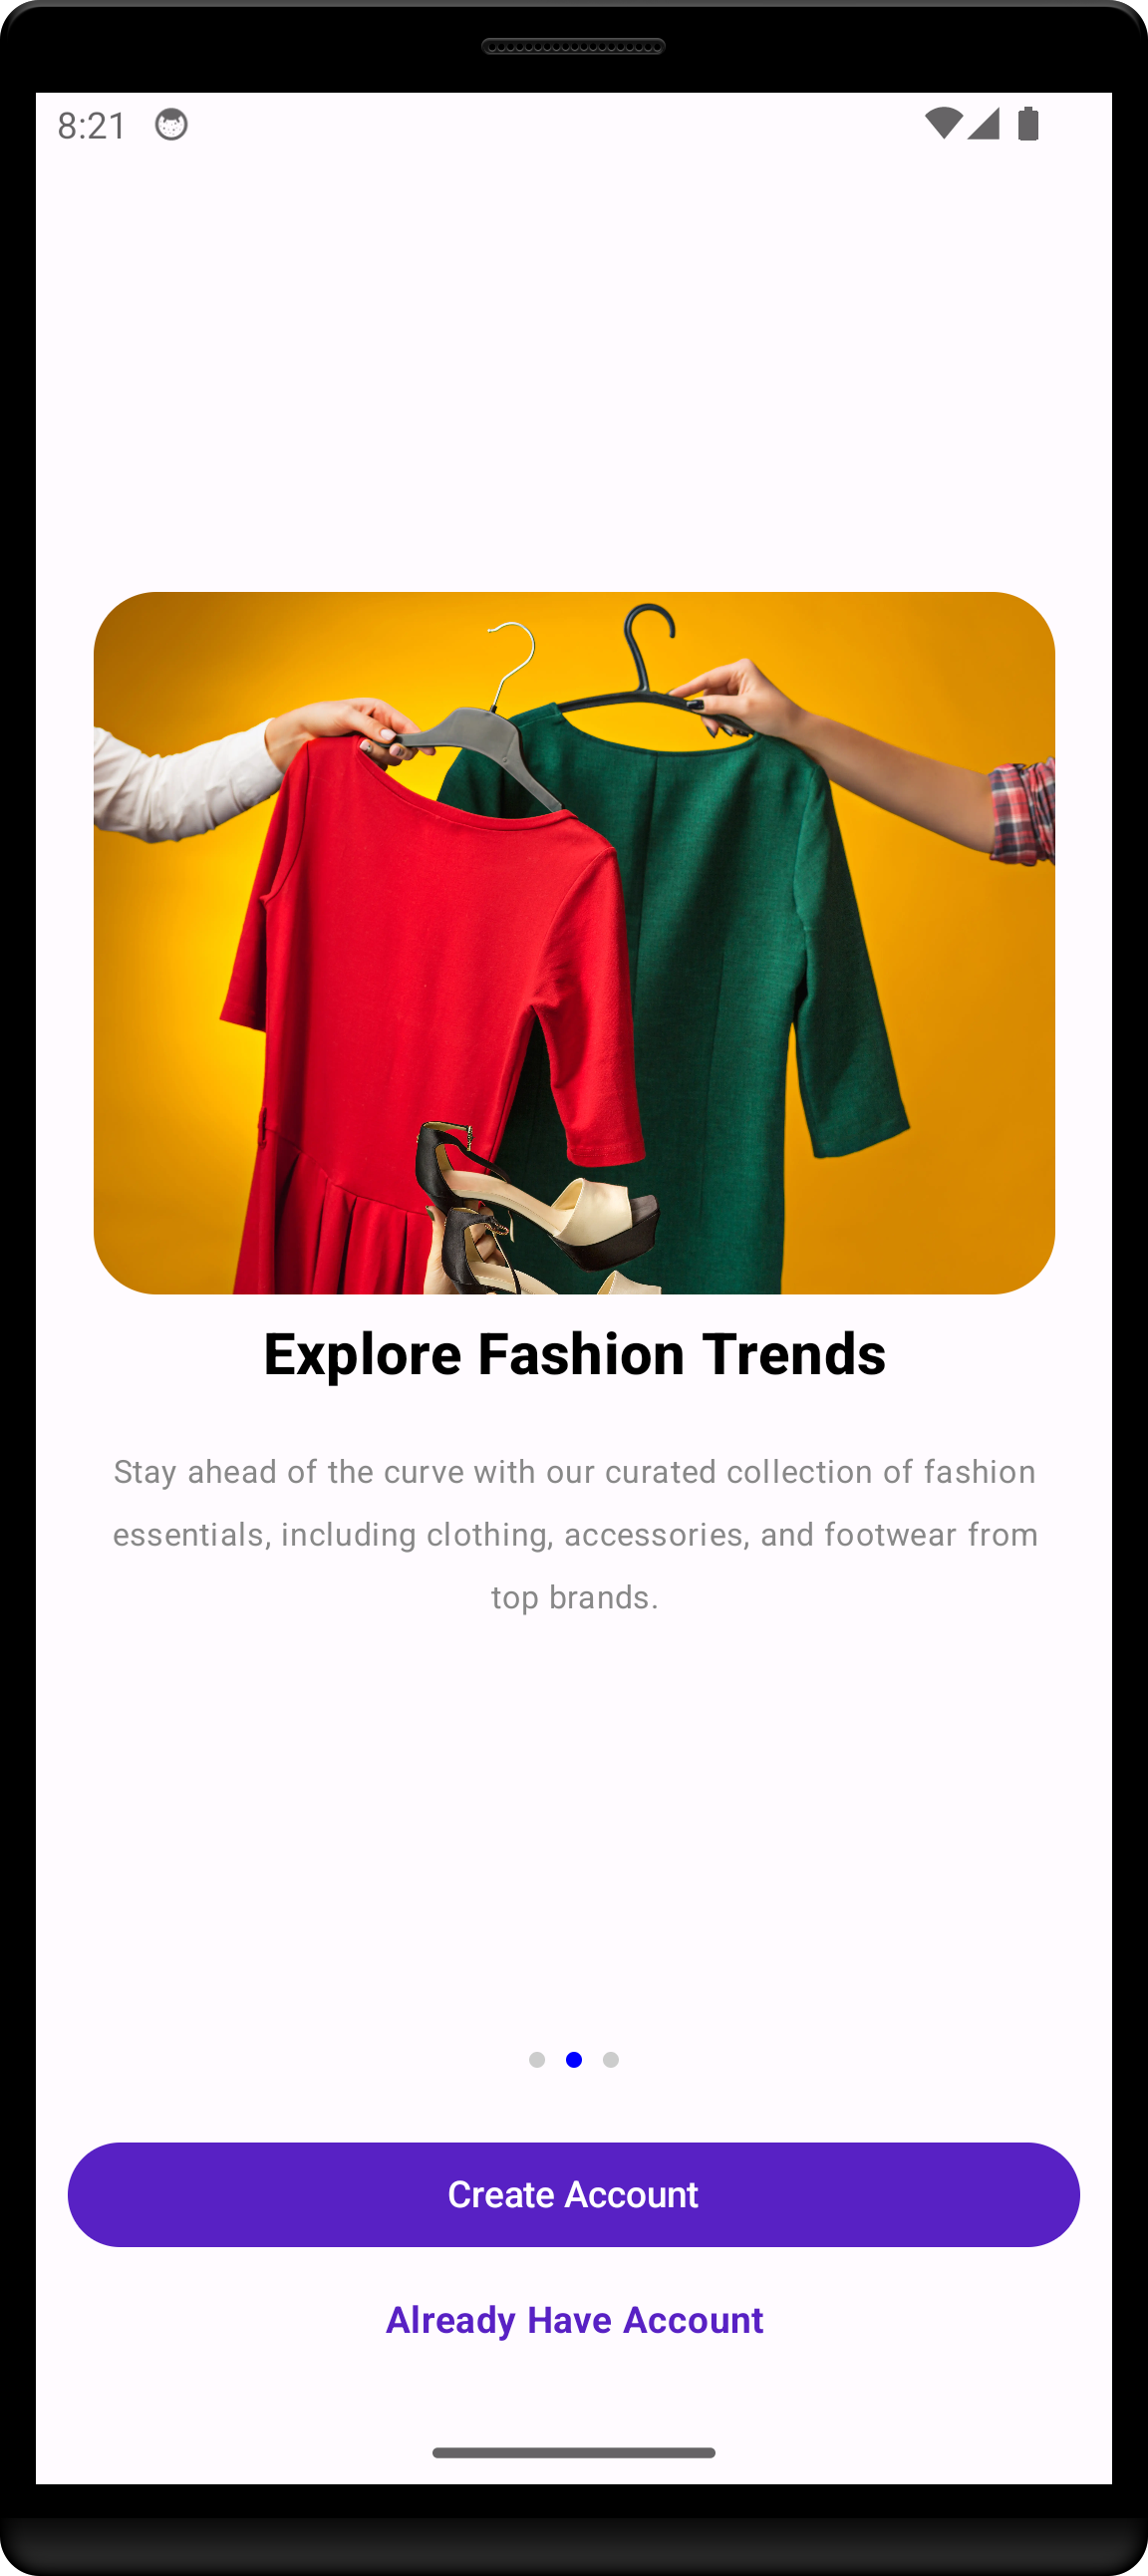 8:21
Explore Fashion Trends
Stay ahead of the curve with our curated collection of fashion
essentials, including clothing, accessories, and footwear from
top brands.
Create Account
Already Have Account